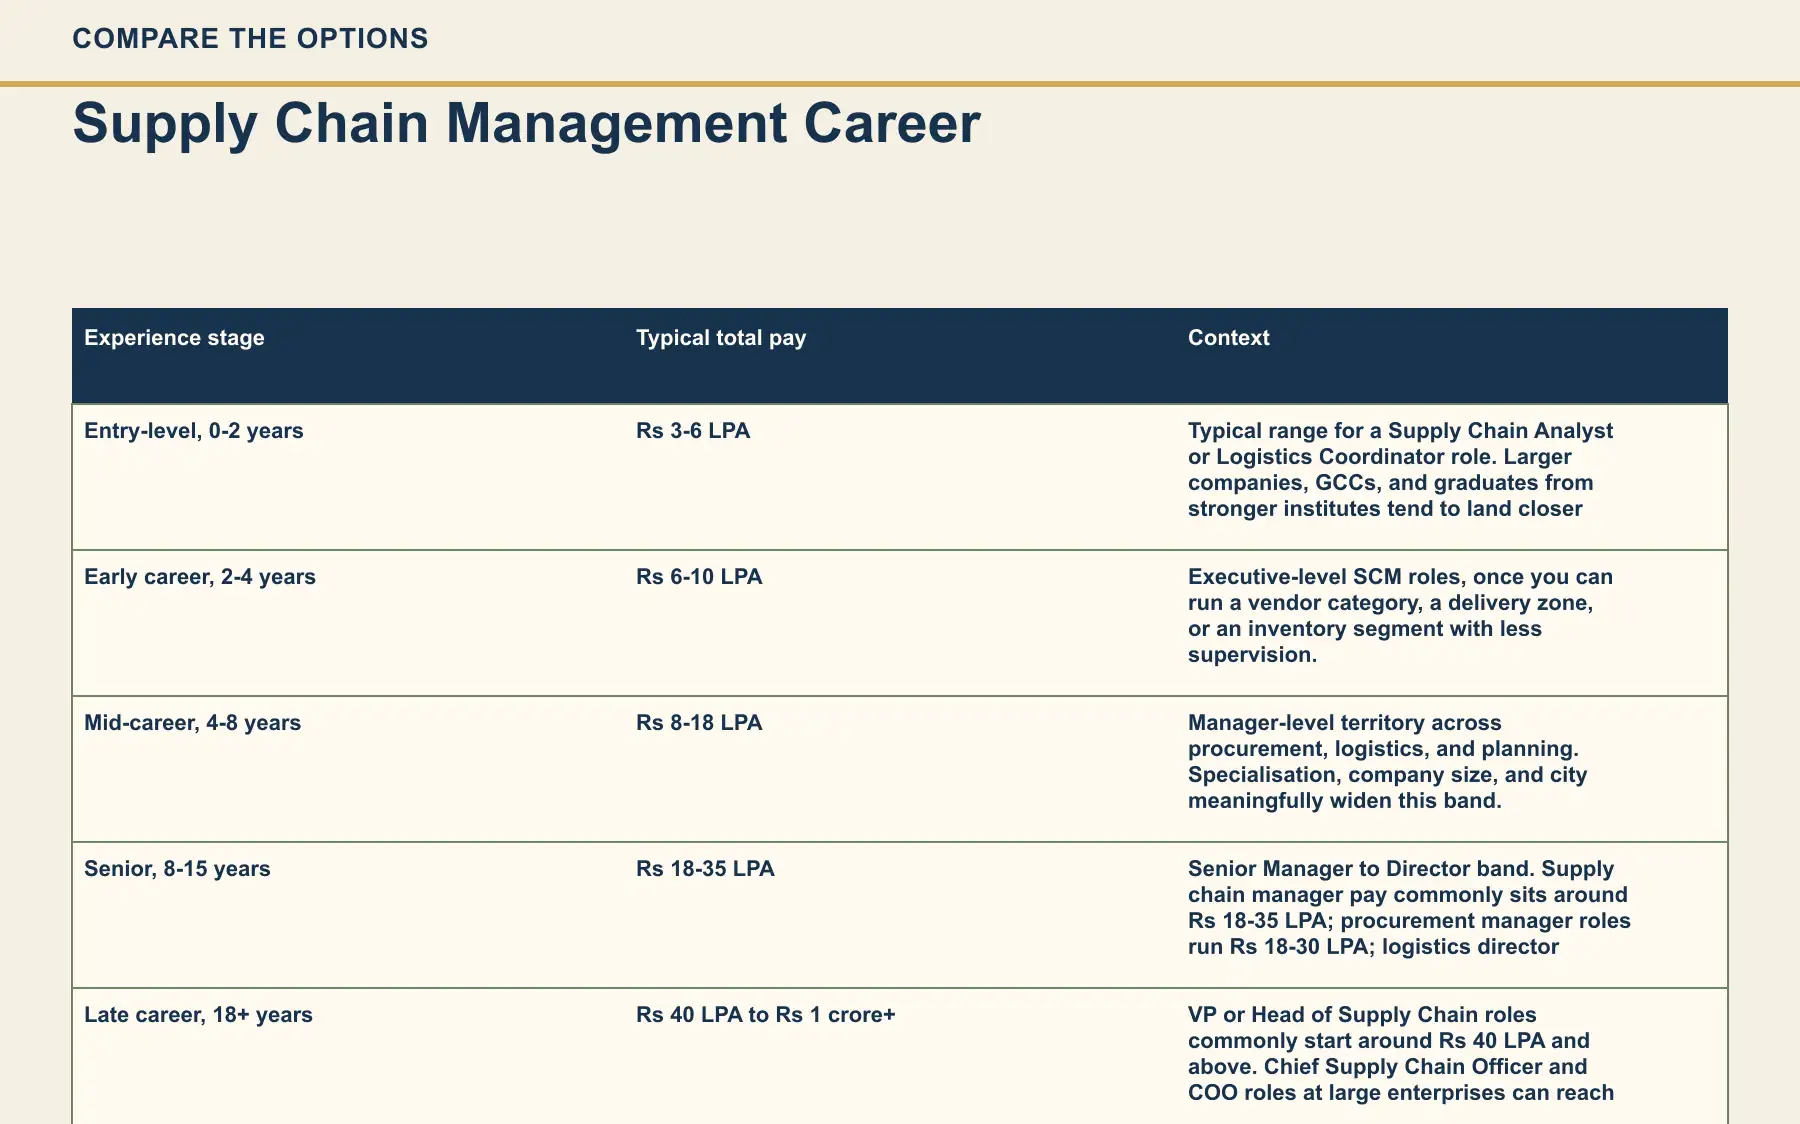 COMPARE THE OPTIONS
Supply Chain Management Career
Experience stage
Typical total pay
Context
Entry-level, 0-2 years
Rs 3-6 LPA
Typical range for a Supply Chain Analyst
or Logistics Coordinator role. Larger
companies, GCCs, and graduates from
stronger institutes tend to land closer
Early career, 2-4 years
Rs 6-10 LPA
Executive-level SCM roles, once you can
run a vendor category, a delivery zone,
or an inventory segment with less
supervision.
Mid-career, 4-8 years
Rs 8-18 LPA
Manager-level territory across
procurement, logistics, and planning.
Specialisation, company size, and city
meaningfully widen this band.
Senior, 8-15 years
Rs 18-35 LPA
Senior Manager to Director band. Supply
chain manager pay commonly sits around
Rs 18-35 LPA; procurement manager roles
run Rs 18-30 LPA; logistics director
Late career, 18+ years
Rs 40 LPA to Rs 1 crore+
VP or Head of Supply Chain roles
commonly start around Rs 40 LPA and
above. Chief Supply Chain Officer and
COO roles at large enterprises can reach